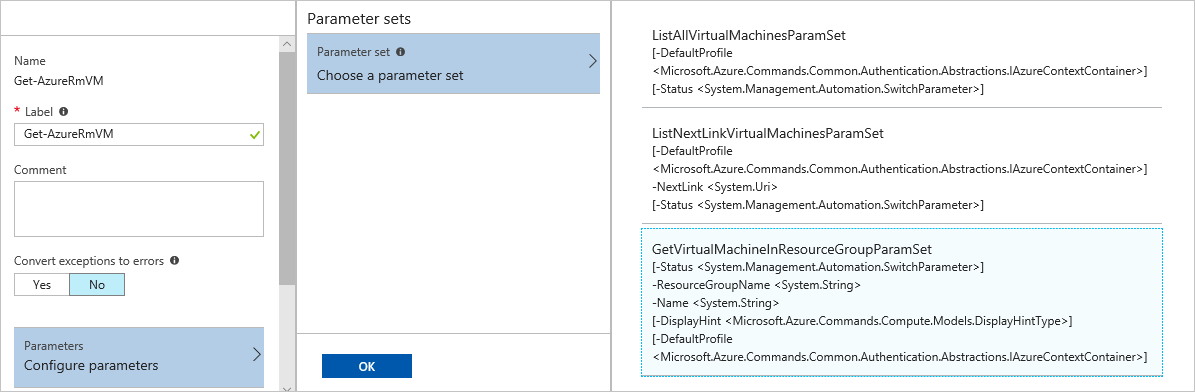 Name
Get-AzureRmVM
* Label
Get-AzureRmVM
Comment
Convert exceptions to errors
Yes No
Parameters
Configure parameters
Parameter sets
Parameter set
Choose a parameter set
OK
ListAllVirtualMachinesParamSet
[-DefaultProfile
<Microsoft.Azure.Commands.Common.Authentication.Abstractions.IAzureContextContainer>]
[-Status <System.Management.Automation.SwitchParameter>]
ListNextLinkVirtualMachinesParamSet
[-DefaultProfile
<Microsoft.Azure.Commands.Common.Authentication.Abstractions.IAzureContextContainer>]
-NextLink <System.Uri>
[-Status <System.Management.Automation.SwitchParameter>]
GetVirtualMachineInResourceGroupParamSet
[-Status <System.Management.Automation.SwitchParameter>]
-ResourceGroupName <System.String>
-Name <System.String>
[-DisplayHint <Microsoft.Azure.Commands.Compute.Models.DisplayHintType>]
[-DefaultProfile
<Microsoft.Azure.Commands.Common.Authentication.Abstractions.IAzureContextContainer>]